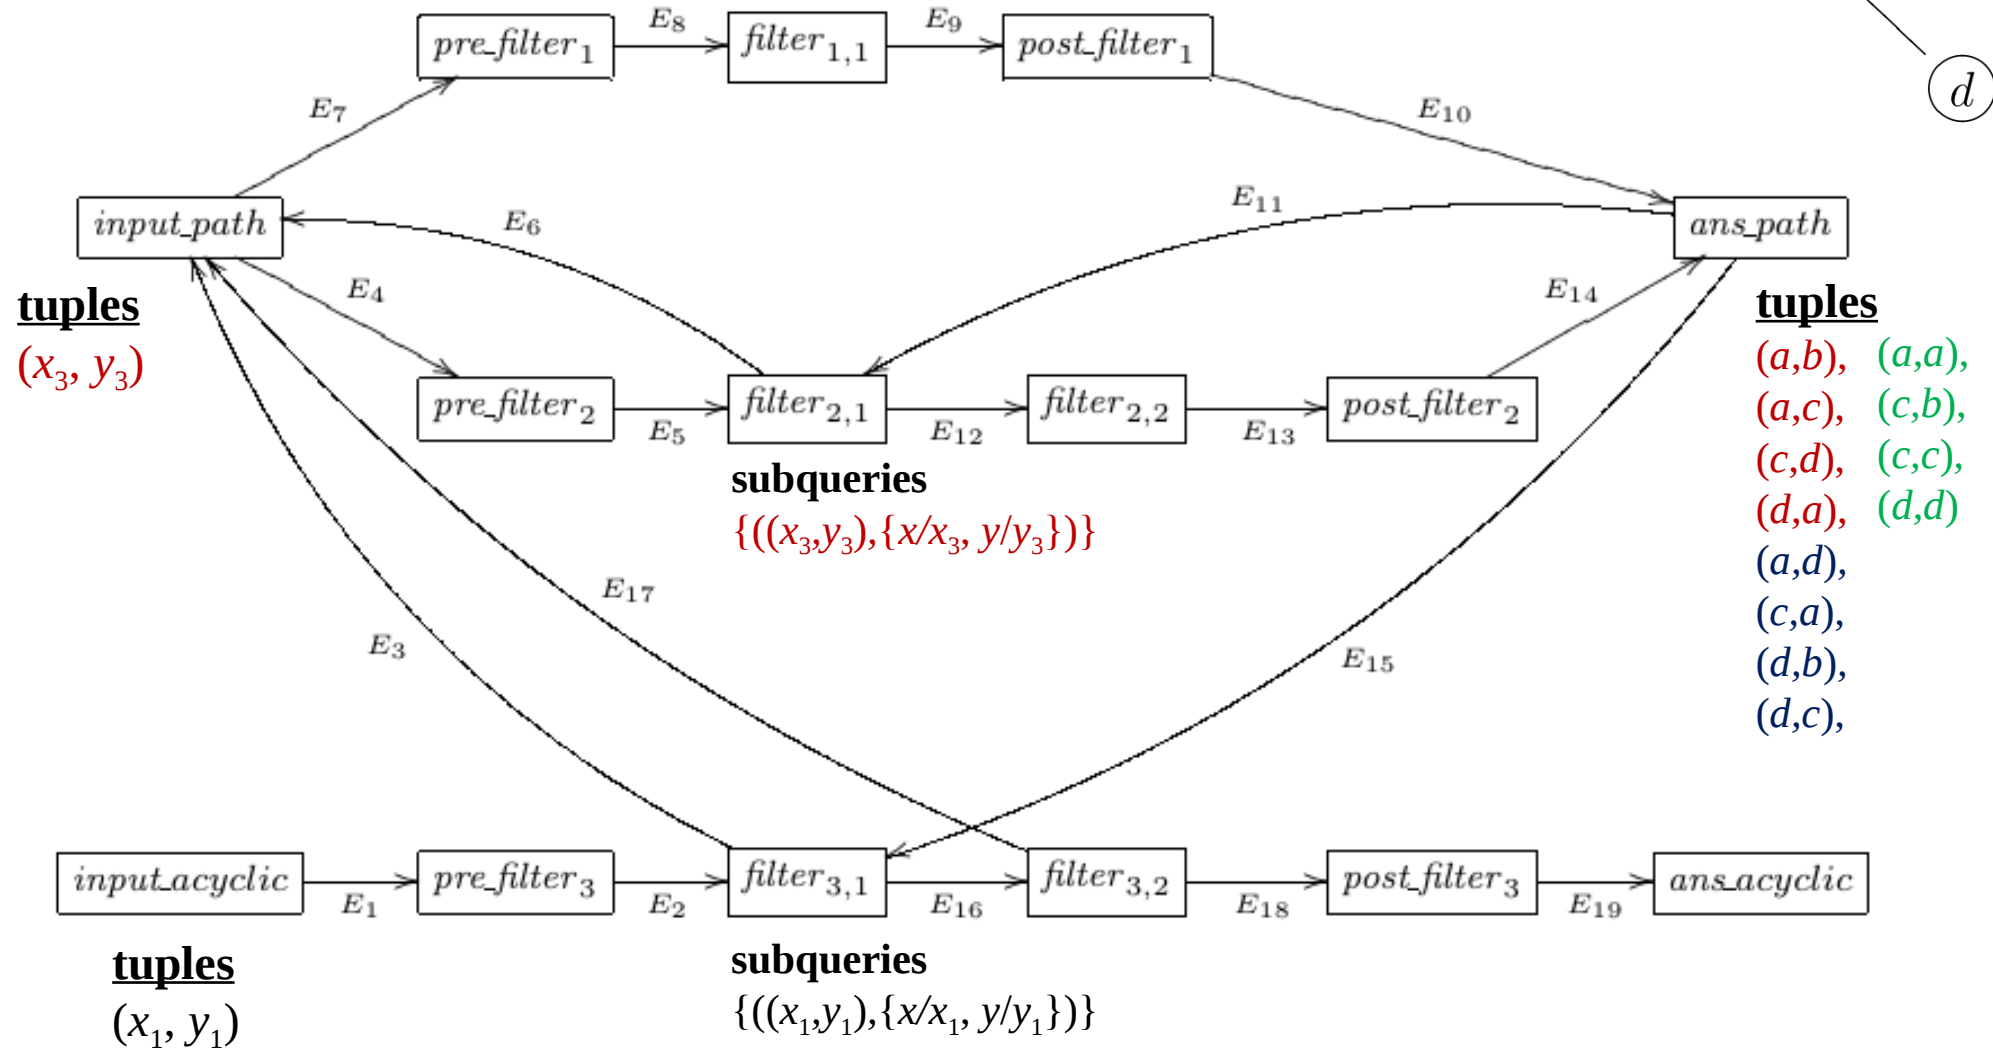 E₈ E₉
pre_filter₁ filter₁,₁ post_filter₁
d
E₇ E₁₀
input_path E₆ E₁₁ ans_path
E₄ E₁₄
tuples tuples
(x₃, y₃) (a,b), (a,a),
pre_filter₂ filter₂,₁ filter₂,₂ post_filter₂ (a,c), (c,b),
E₅ E₁₂ E₁₃
subqueries (c,d), (c,c),
{((x₃,y₃),{x/x₃, y/y₃})} (d,a), (d,d)
(a,d),
E₁₇ (c,a),
E₃ E₁₅ (d,b),
(d,c),
input_acyclic pre_filter₃ filter₃,₁ filter₃,₂ post_filter₃ ans_acyclic
E₁ E₂ E₁₆ E₁₈ E₁₉
tuples subqueries
(x₁, y₁) {((x₁,y₁),{x/x₁, y/y₁})}